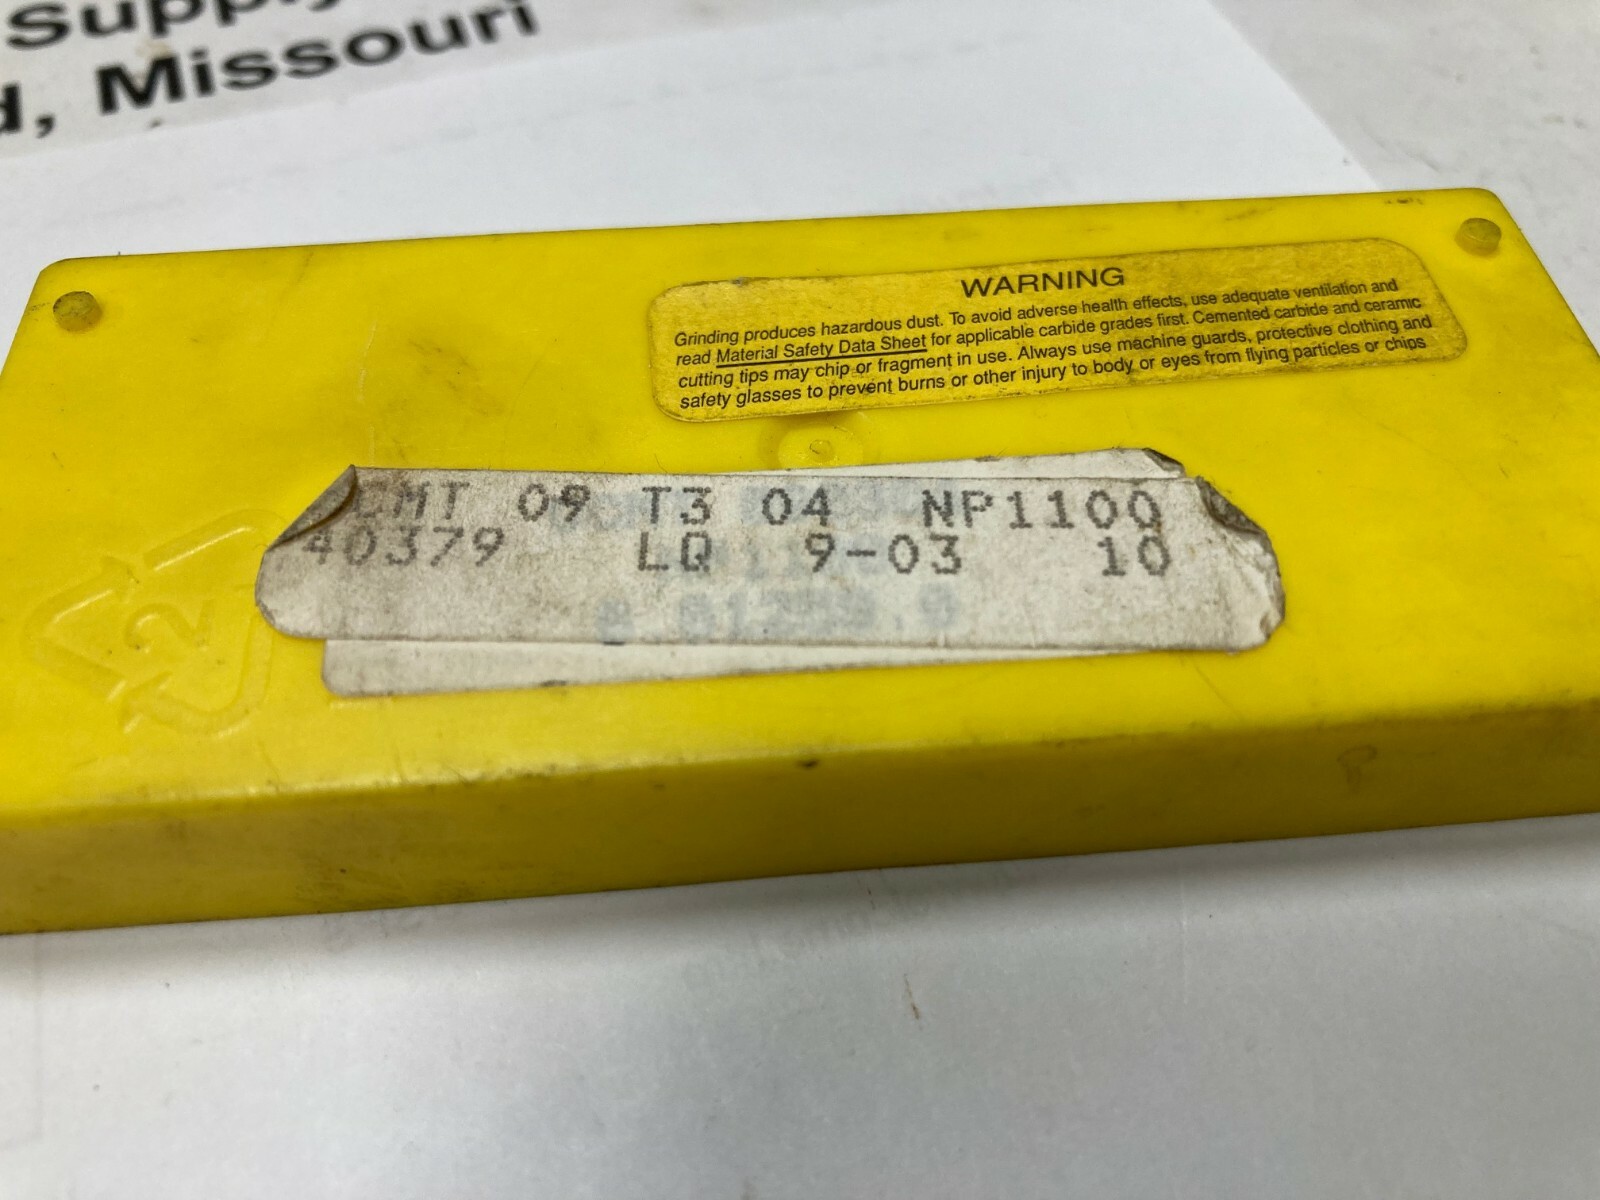 Supply
, Missouri
WARNING
Grinding produces hazardous dust. To avoid adverse health effects, use adequate ventilation and
read Material Safety Data Sheet for applicable carbide grades first. Cemented carbide and ceramic
cutting tips may chip or fragment in use. Always use machine guards, protective clothing and
safety glasses to prevent burns or other injury to body or eyes from flying particles or chips
CMT 09 T3 04 NP1100
40379 LQ 9-03 10
2